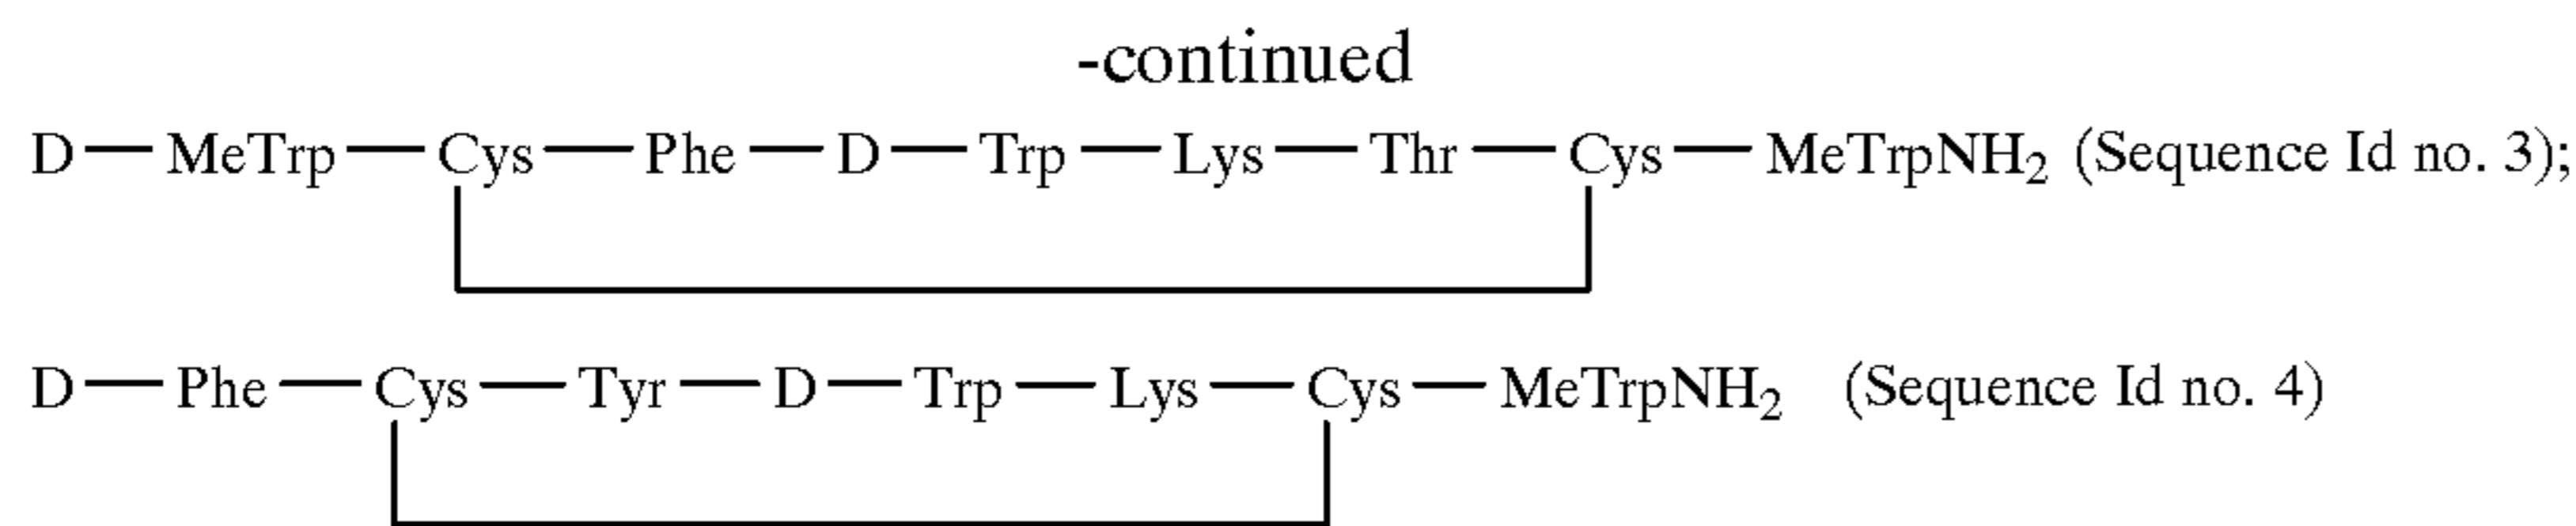 -continued
D—MeTrp—Cys—Phe—D—Trp—Lys—Thr—Cys—MeTrpNH₂ (Sequence Id no. 3);
D—Phe—Cys—Tyr—D—Trp—Lys—Cys—MeTrpNH₂ (Sequence Id no. 4)